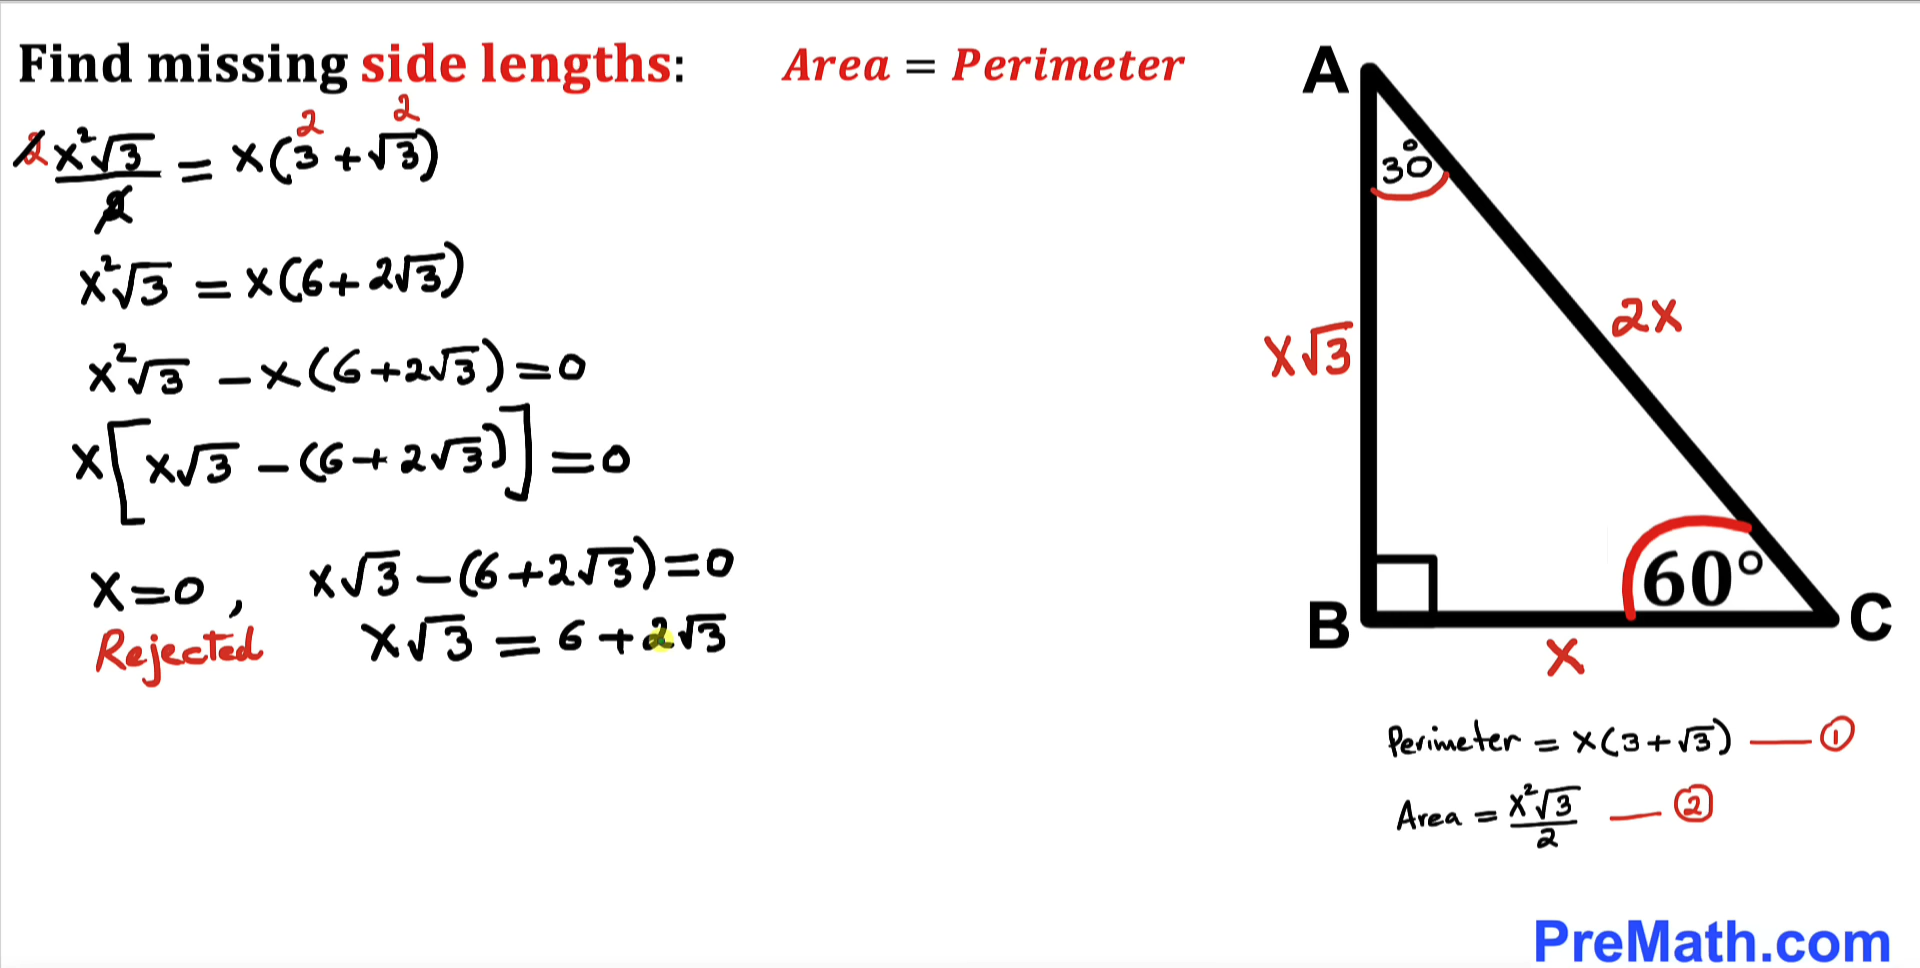 Find missing side lengths: Area = Perimeter
2 x²√3 / 2 = x(3 + √3)
2 2
x²√3 = x(6 + 2√3)
x²√3 - x(6 + 2√3) = 0
x[x√3 - (6 + 2√3)] = 0
x = 0, x√3 - (6 + 2√3) = 0
Rejected x√3 = 6 + 2√3
A
30°
x√3
2x
60°
B
C
x
Perimeter = x(3 + √3) — ①
Area = x²√3 / 2 — ②
PreMath.com